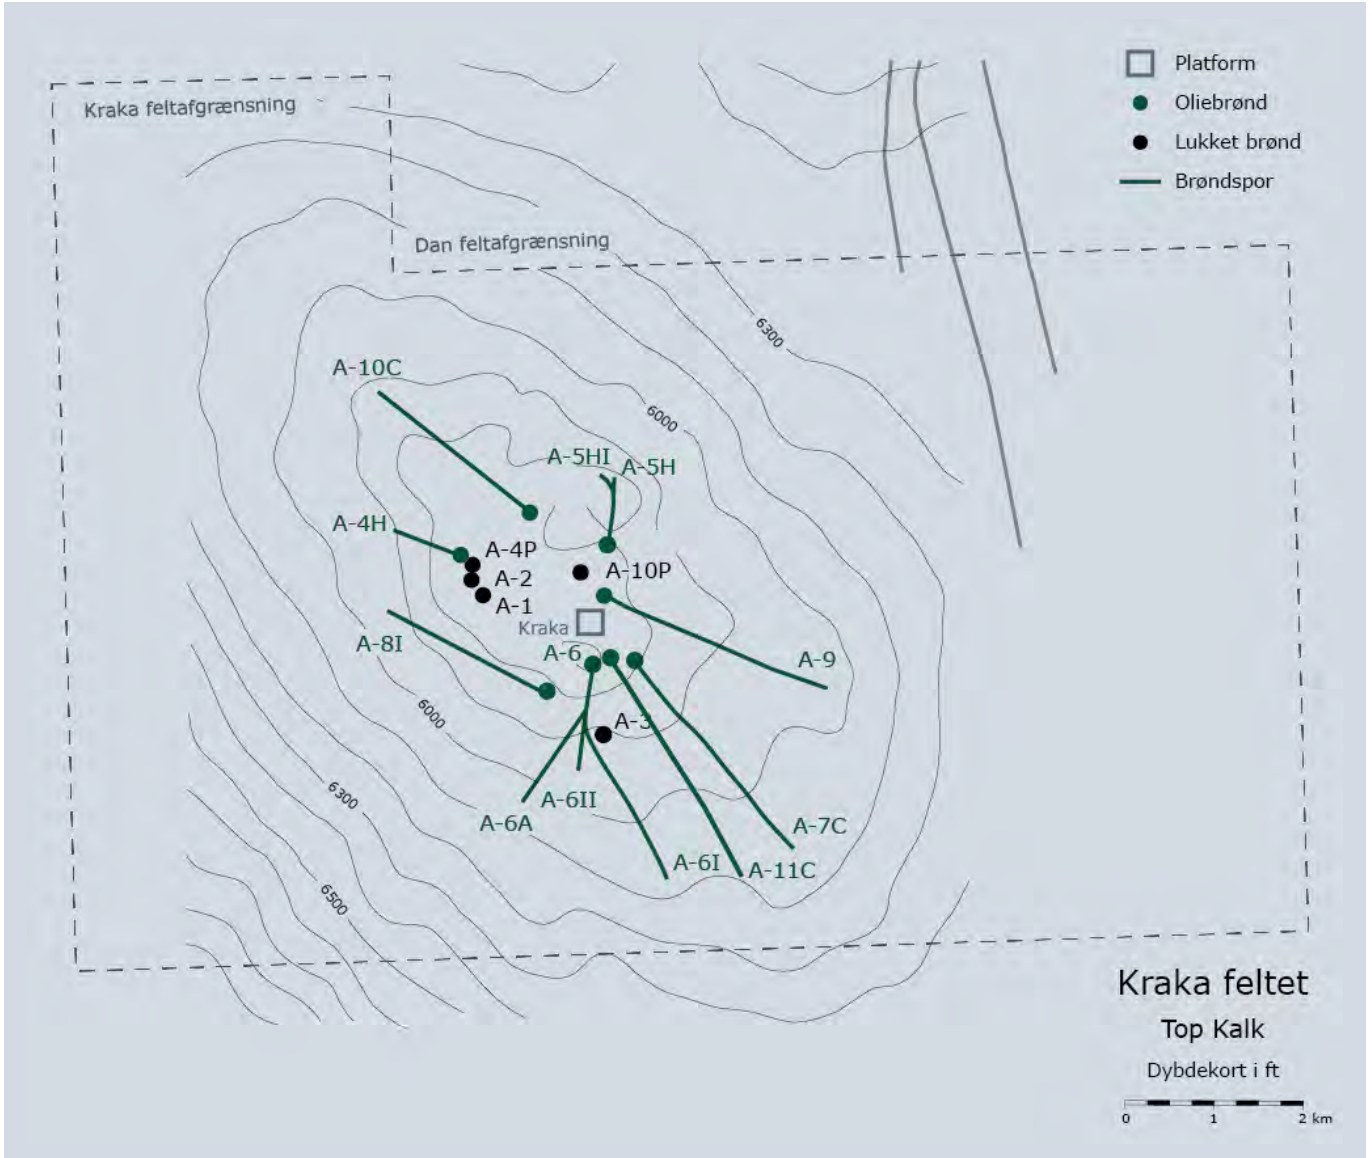 Platform
Oliebrønd
Lukket brønd
Brøndspor
Kraka feltafgrænsning
Dan feltafgrænsning
6300
A-10C
6000
A-5HI
A-5H
A-4H
A-4P
A-10P
A-2
A-1
Kraka
A-8I
A-6
A-9
6000
A-3
6300
A-6II
A-6A
A-7C
A-6I
A-11C
6500
Kraka feltet
Top Kalk
Dybdekort i ft
0 1 2 km